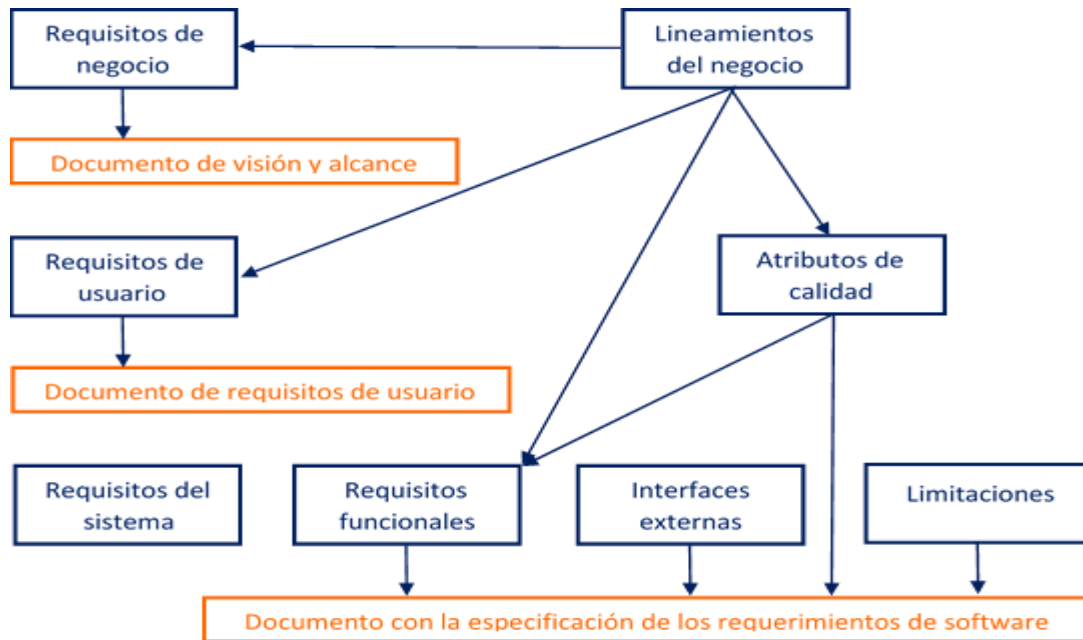 Requisitos de
negocio
Lineamientos
del negocio
Documento de visión y alcance
Requisitos de
usuario
Atributos de
calidad
Documento de requisitos de usuario
Requisitos del
sistema
Requisitos
funcionales
Interfaces
externas
Limitaciones
Documento con la especificación de los requerimientos de software